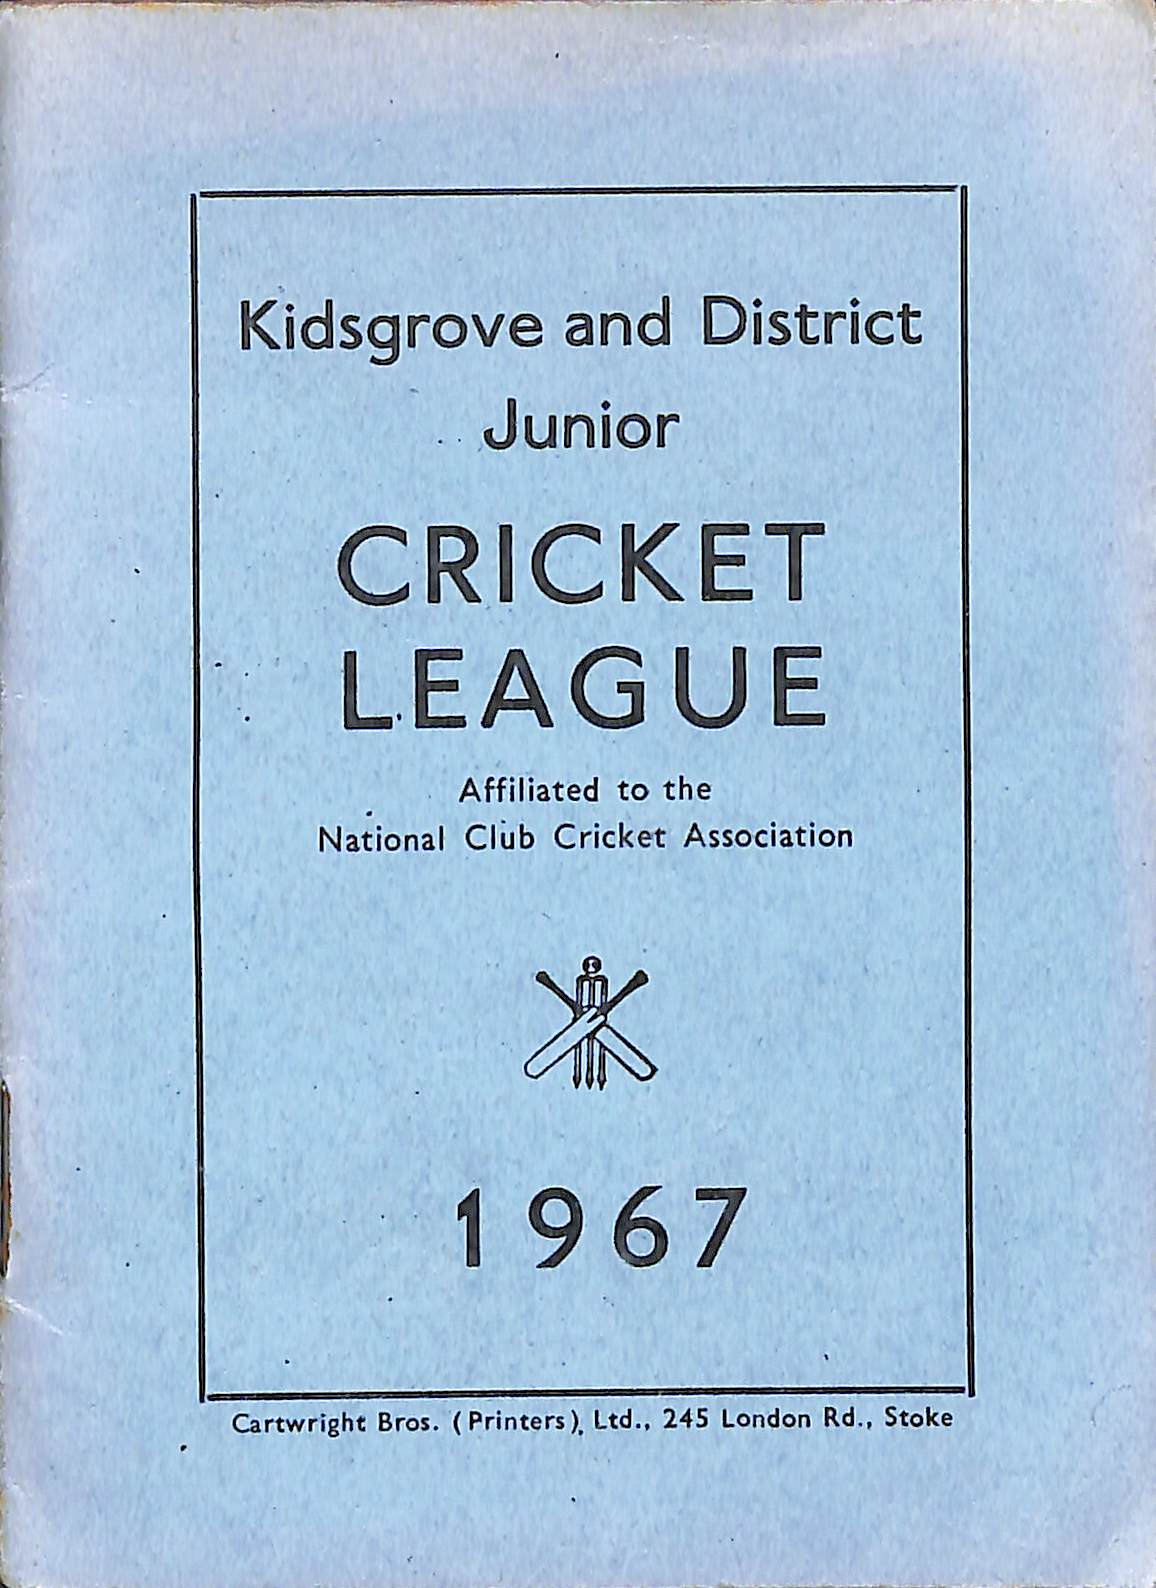 Kidsgrove and District
Junior
CRICKET
LEAGUE
Affiliated to the
National Club Cricket Association
1967
Cartwright Bros. (Printers), Ltd., 245 London Rd., Stoke